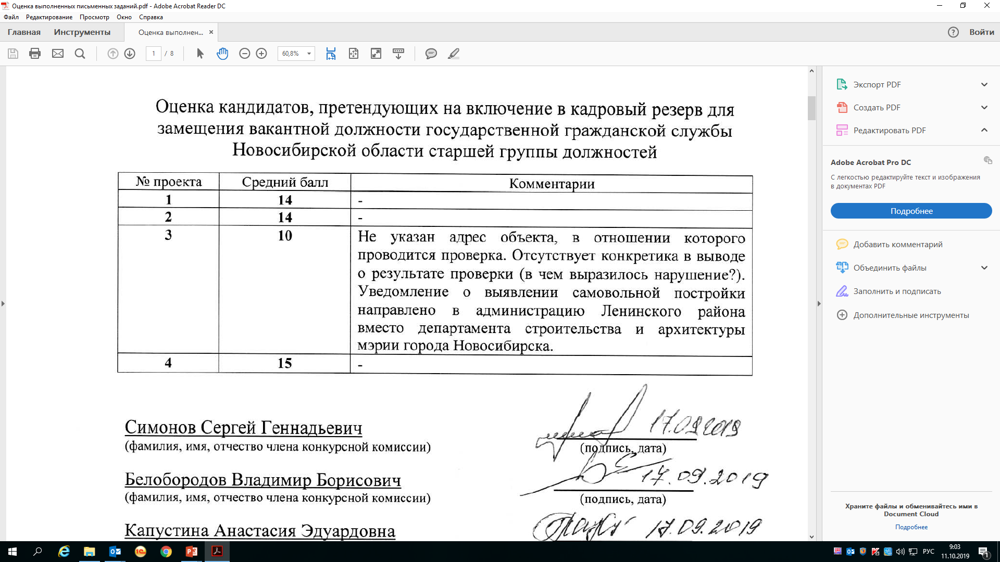 Оценка выполненных письменных заданий.pdf - Adobe Acrobat Reader DC
Файл Редактирование Просмотр Окно Справка
Главная Инструменты Оценка выполнен... × Войти
1 / 8 60,8%
Оценка кандидатов, претендующих на включение в кадровый резерв для
замещения вакантной должности государственной гражданской службы
Новосибирской области старшей группы должностей
№ проекта Средний балл Комментарии
1 14 -
2 14 -
3 10 Не указан адрес объекта, в отношении которого
проводится проверка. Отсутствует конкретика в выводе
о результате проверки (в чем выразилось нарушение?).
Уведомление о выявлении самовольной постройки
направлено в администрацию Ленинского района
вместо департамента строительства и архитектуры
мэрии города Новосибирска.
4 15 -
Симонов Сергей Геннадьевич 17.09.2019
(фамилия, имя, отчество члена конкурсной комиссии) (подпись, дата)
Белобородов Владимир Борисович 17.09.2019
(фамилия, имя, отчество члена конкурсной комиссии) (подпись, дата)
Капустина Анастасия Эдуардовна 17.09.2019
Экспорт PDF
Создать PDF
Редактировать PDF
Adobe Acrobat Pro DC
С легкостью редактируйте текст и изображения
в документах PDF
Подробнее
Добавить комментарий
Объединить файлы
Заполнить и подписать
Дополнительные инструменты
Храните файлы и обменивайтесь ими в
Document Cloud
Подробнее
РУС
9:03
11.10.2019
1